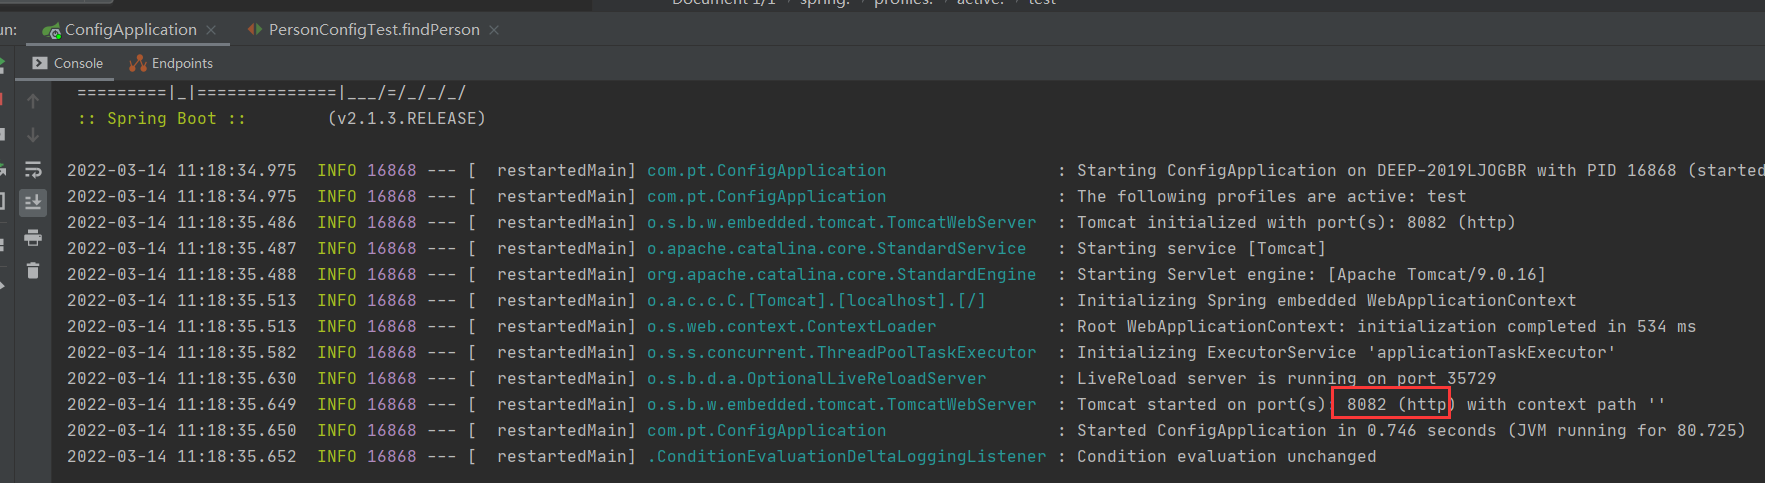 Document 1/1 › spring: › profiles: › active: › test
un: ConfigApplication × PersonConfigTest.findPerson ×
Console Endpoints
=========|_|==============|___/=/_/_/_/
:: Spring Boot ::        (v2.1.3.RELEASE)
2022-03-14 11:18:34.975  INFO 16868 --- [  restartedMain] com.pt.ConfigApplication                 : Starting ConfigApplication on DEEP-2019LJOGBR with PID 16868 (started
2022-03-14 11:18:34.975  INFO 16868 --- [  restartedMain] com.pt.ConfigApplication                 : The following profiles are active: test
2022-03-14 11:18:35.486  INFO 16868 --- [  restartedMain] o.s.b.w.embedded.tomcat.TomcatWebServer  : Tomcat initialized with port(s): 8082 (http)
2022-03-14 11:18:35.487  INFO 16868 --- [  restartedMain] o.apache.catalina.core.StandardService   : Starting service [Tomcat]
2022-03-14 11:18:35.488  INFO 16868 --- [  restartedMain] org.apache.catalina.core.StandardEngine  : Starting Servlet engine: [Apache Tomcat/9.0.16]
2022-03-14 11:18:35.513  INFO 16868 --- [  restartedMain] o.a.c.c.C.[Tomcat].[localhost].[/]       : Initializing Spring embedded WebApplicationContext
2022-03-14 11:18:35.513  INFO 16868 --- [  restartedMain] o.s.web.context.ContextLoader            : Root WebApplicationContext: initialization completed in 534 ms
2022-03-14 11:18:35.582  INFO 16868 --- [  restartedMain] o.s.s.concurrent.ThreadPoolTaskExecutor  : Initializing ExecutorService 'applicationTaskExecutor'
2022-03-14 11:18:35.630  INFO 16868 --- [  restartedMain] o.s.b.d.a.OptionalLiveReloadServer       : LiveReload server is running on port 35729
2022-03-14 11:18:35.649  INFO 16868 --- [  restartedMain] o.s.b.w.embedded.tomcat.TomcatWebServer  : Tomcat started on port(s): 8082 (http) with context path ''
2022-03-14 11:18:35.650  INFO 16868 --- [  restartedMain] com.pt.ConfigApplication                 : Started ConfigApplication in 0.746 seconds (JVM running for 80.725)
2022-03-14 11:18:35.652  INFO 16868 --- [  restartedMain] .ConditionEvaluationDeltaLoggingListener : Condition evaluation unchanged